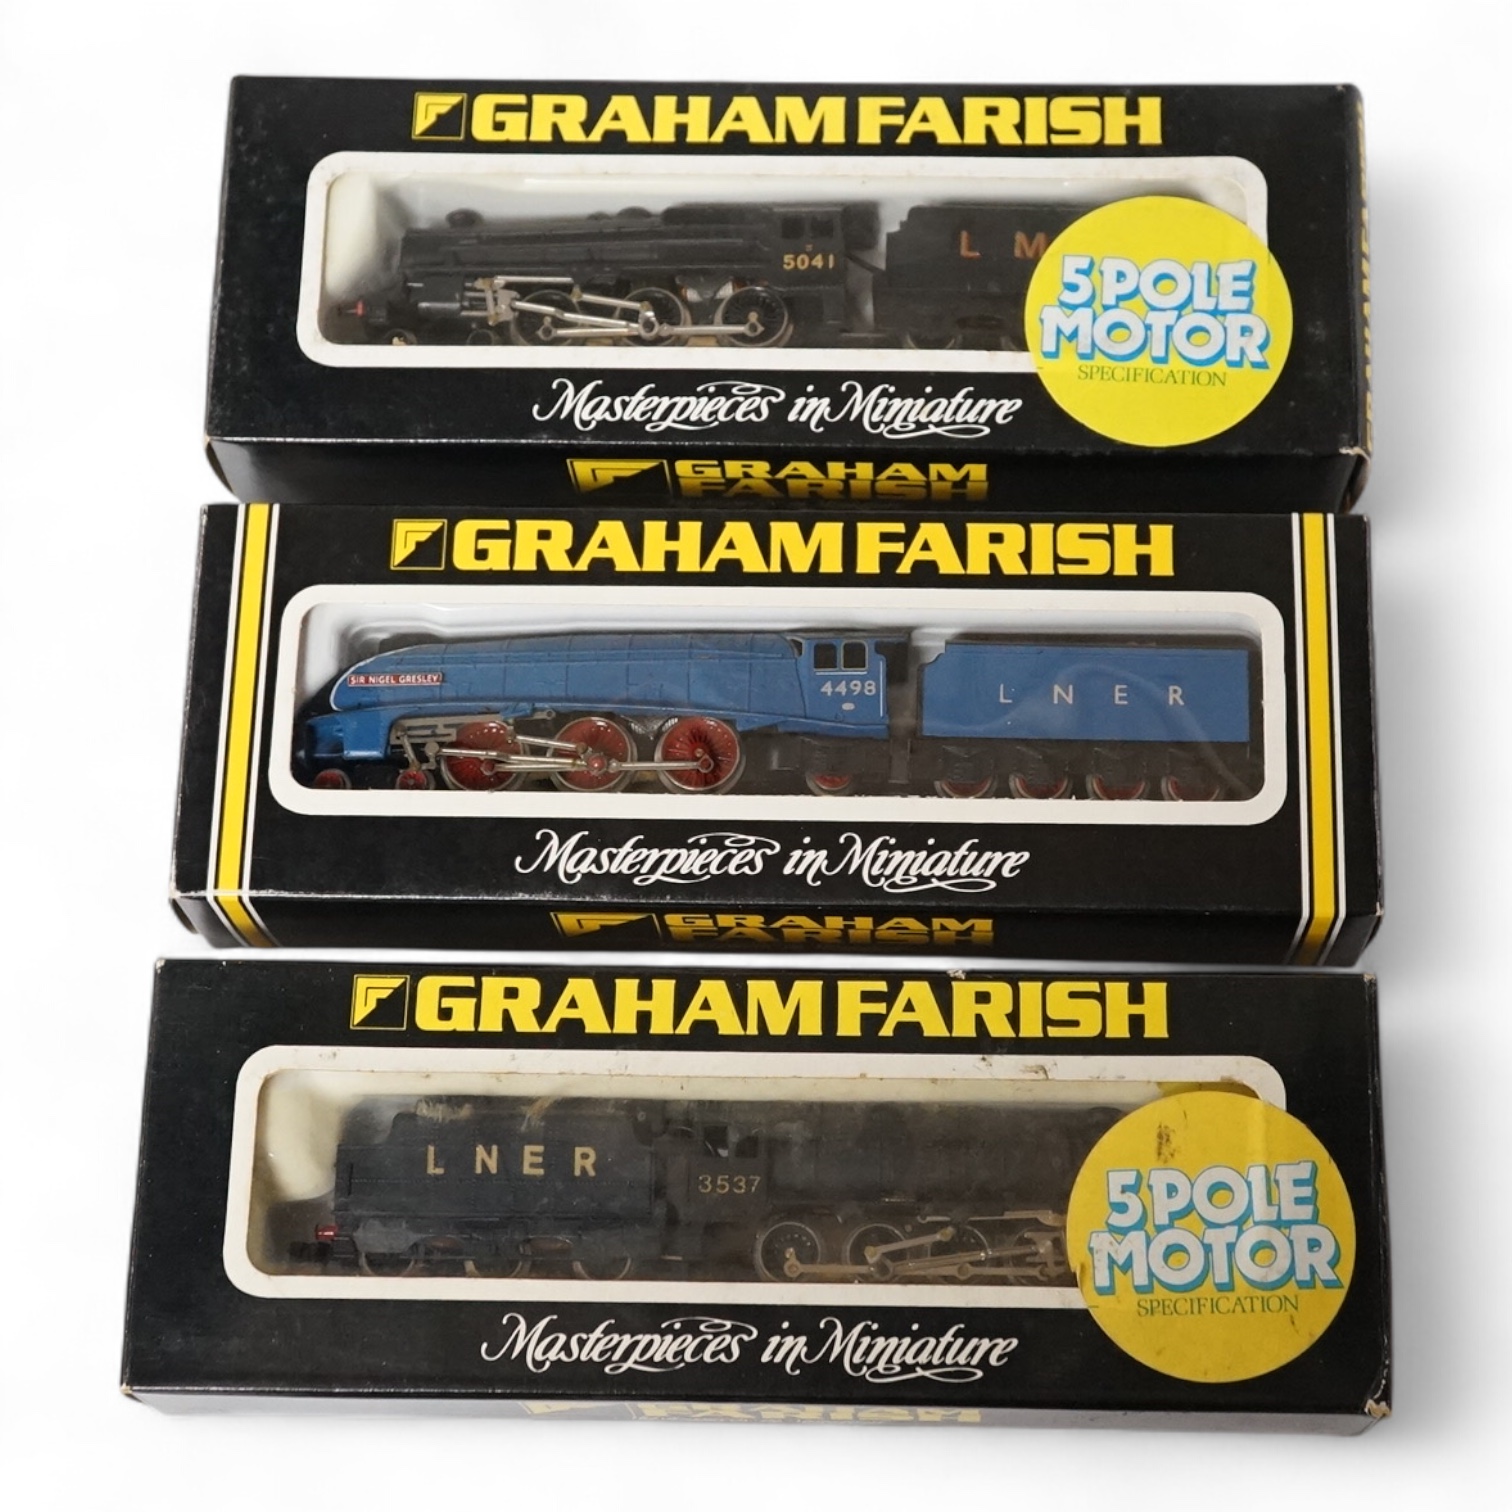 GRAHAM FARISH
5041
L M
5 POLE
MOTOR
SPECIFICATION
Masterpieces in Miniature
GRAHAM
FARISH
GRAHAM FARISH
SIR NIGEL GRESLEY
4498
L N E R
Masterpieces in Miniature
GRAHAM
FARISH
GRAHAM FARISH
L N E R
3537
5 POLE
MOTOR
SPECIFICATION
Masterpieces in Miniature